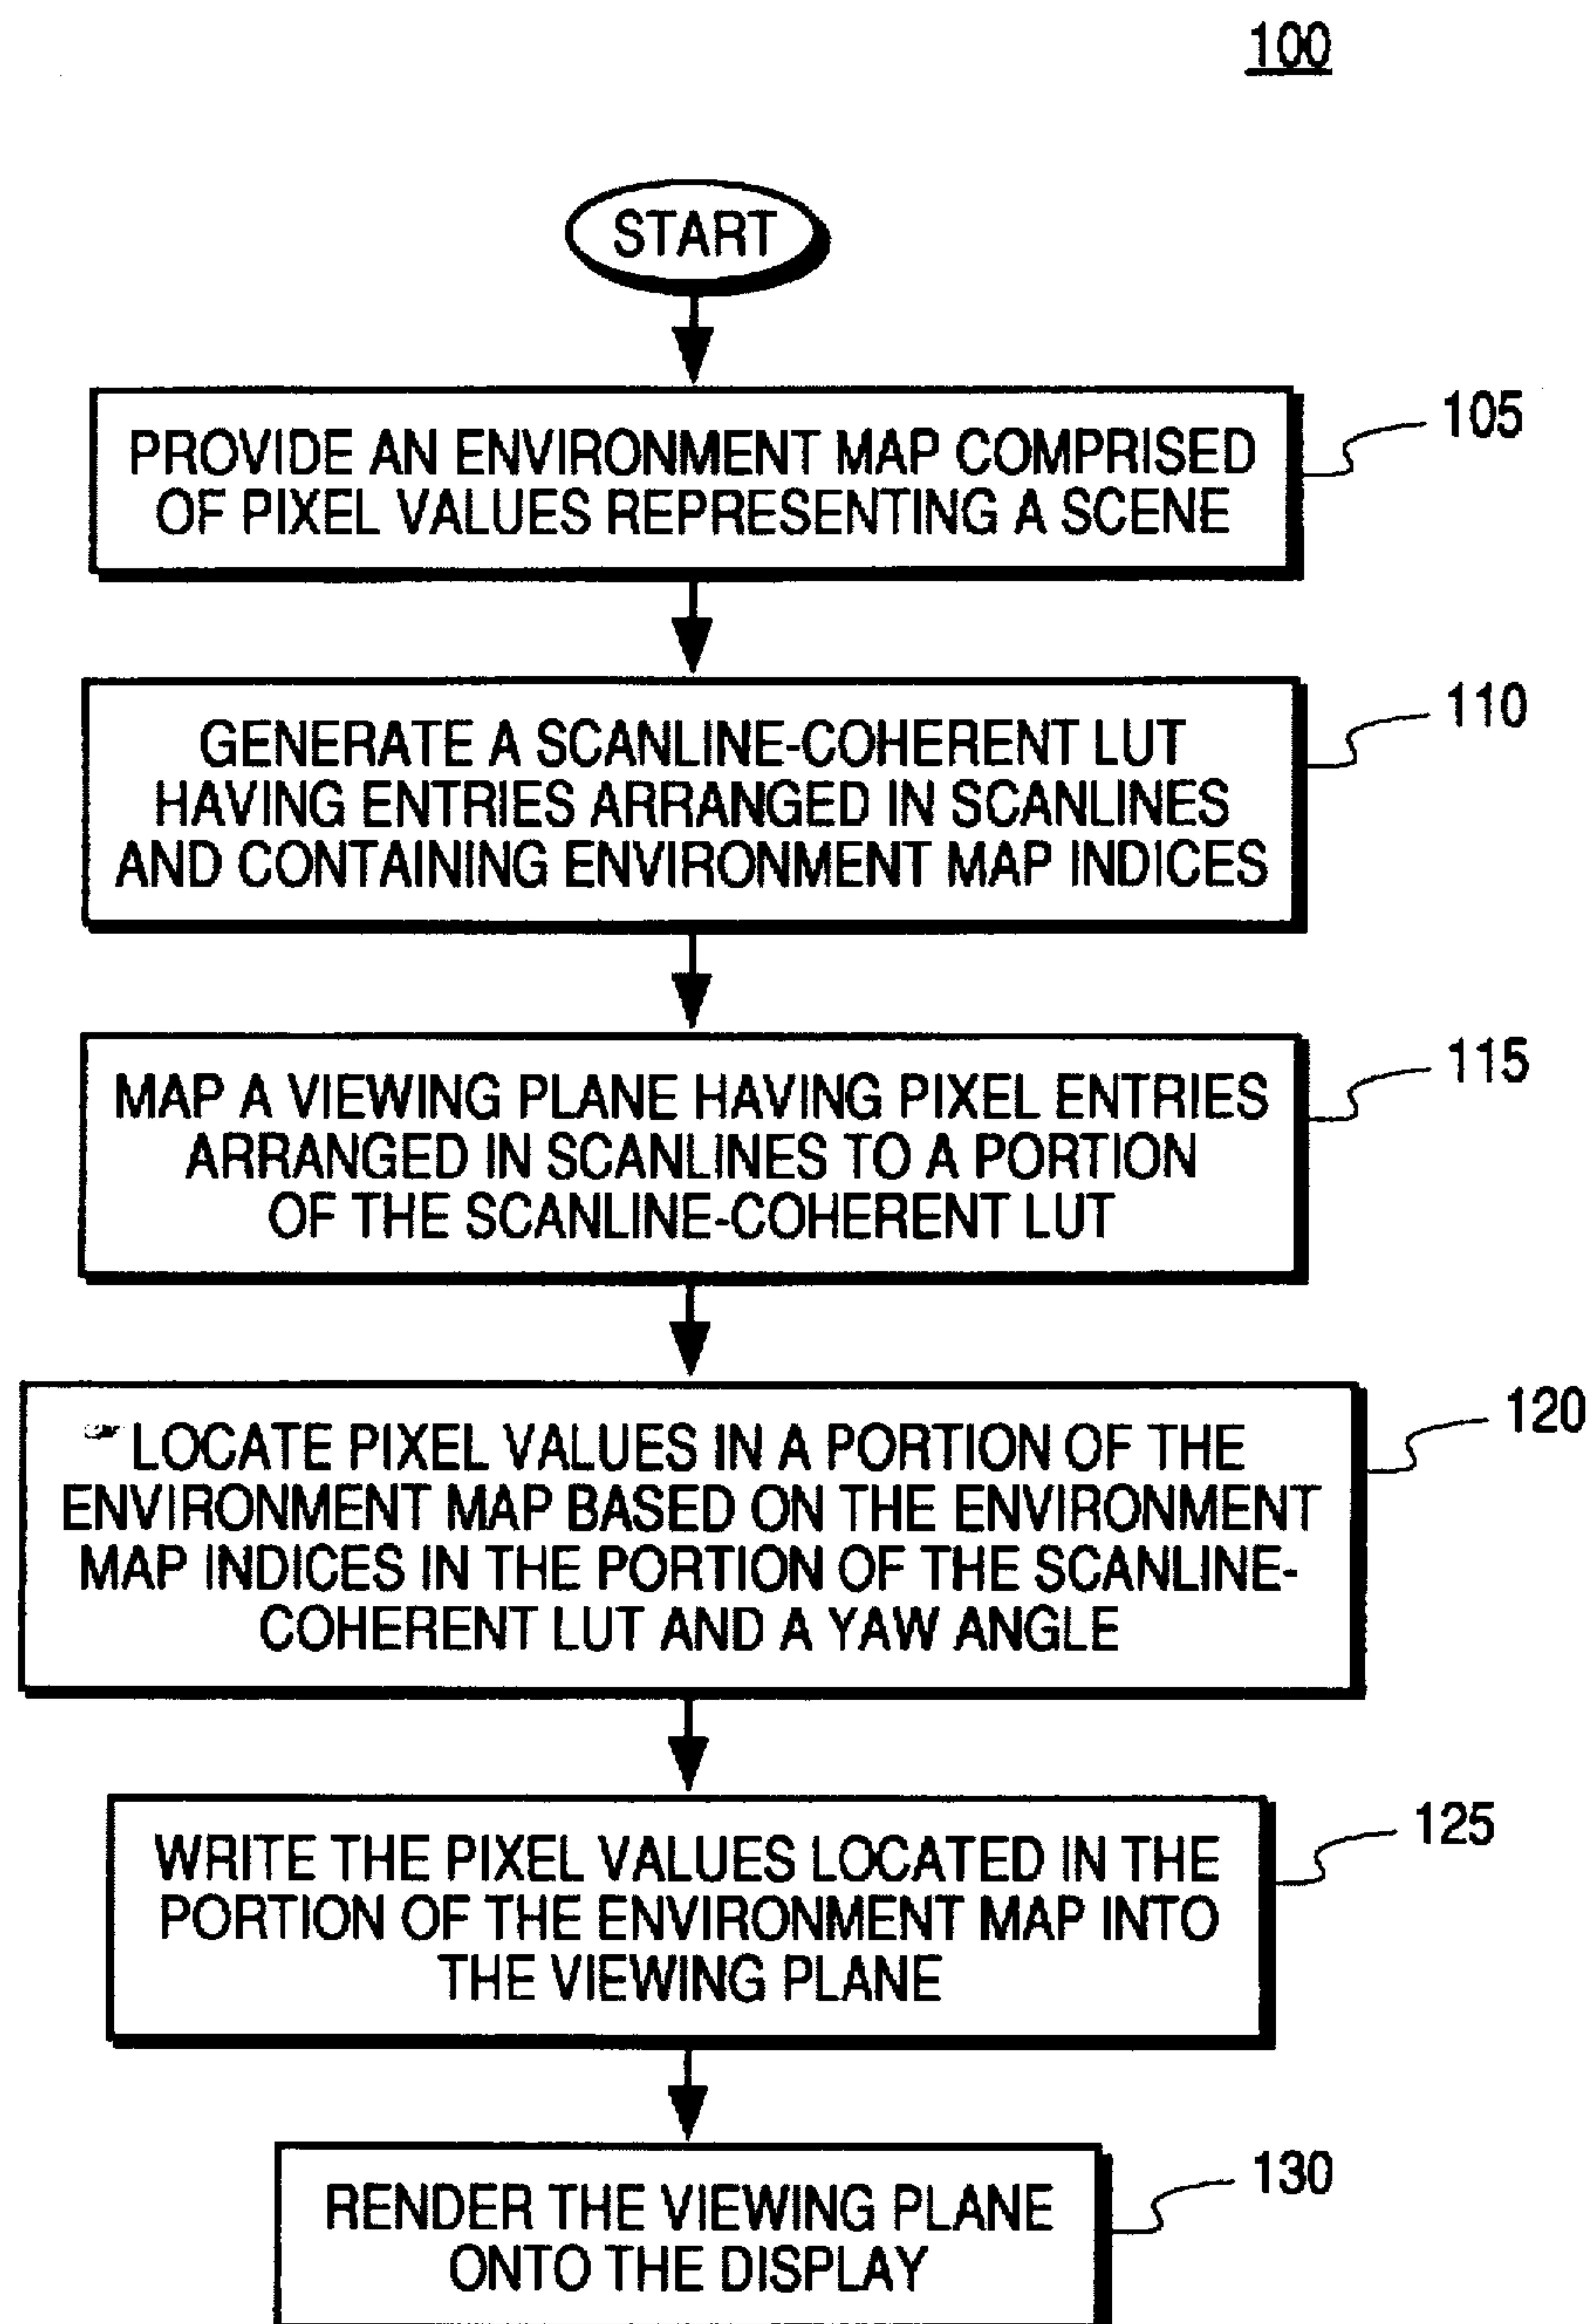 100
START
PROVIDE AN ENVIRONMENT MAP COMPRISED
OF PIXEL VALUES REPRESENTING A SCENE
105
GENERATE A SCANLINE-COHERENT LUT
HAVING ENTRIES ARRANGED IN SCANLINES
AND CONTAINING ENVIRONMENT MAP INDICES
110
MAP A VIEWING PLANE HAVING PIXEL ENTRIES
ARRANGED IN SCANLINES TO A PORTION
OF THE SCANLINE-COHERENT LUT
115
LOCATE PIXEL VALUES IN A PORTION OF THE
ENVIRONMENT MAP BASED ON THE ENVIRONMENT
MAP INDICES IN THE PORTION OF THE SCANLINE-
COHERENT LUT AND A YAW ANGLE
120
WRITE THE PIXEL VALUES LOCATED IN THE
PORTION OF THE ENVIRONMENT MAP INTO
THE VIEWING PLANE
125
RENDER THE VIEWING PLANE
ONTO THE DISPLAY
130